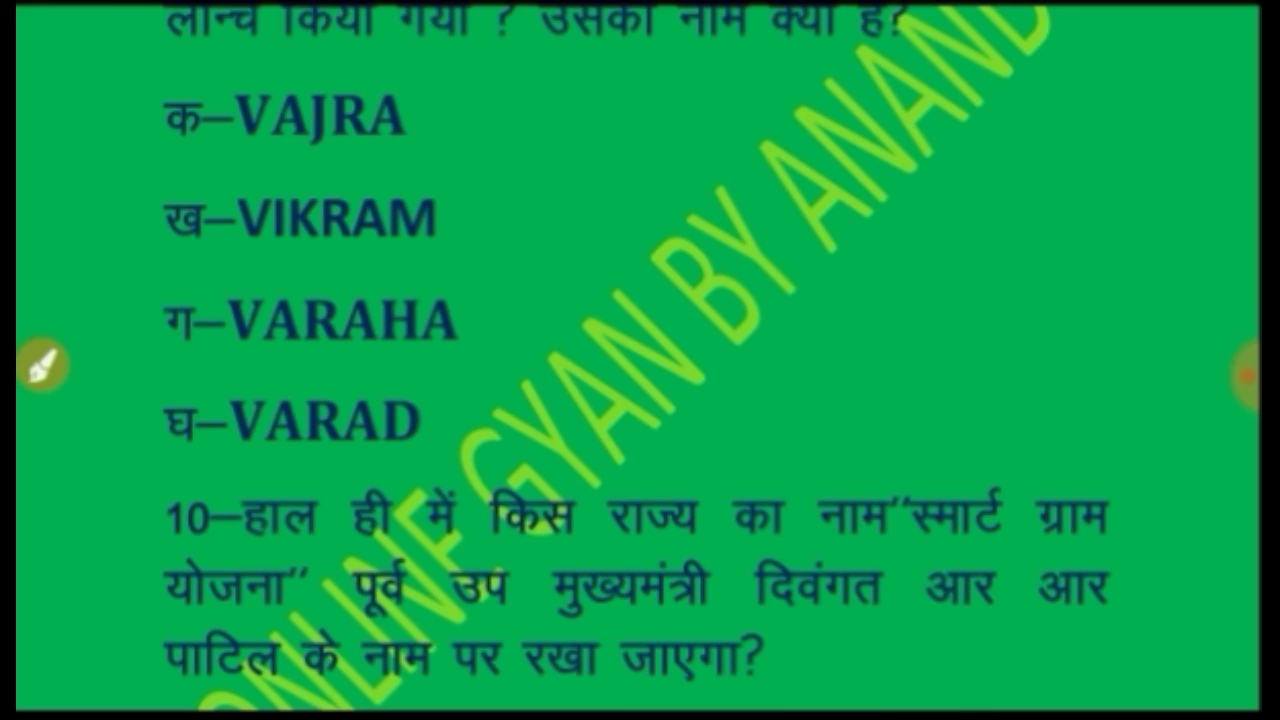 लॉन्च किया गया ? उसका नाम क्या है?
क–VAJRA
ख–VIKRAM
ग–VARAHA
घ–VARAD
10–हाल ही में किस राज्य का नाम‘‘स्मार्ट ग्राम
योजना’’ पूर्व उप मुख्यमंत्री दिवंगत आर आर
पाटिल के नाम पर रखा जाएगा?
ONLINE GYAN BY ANAND